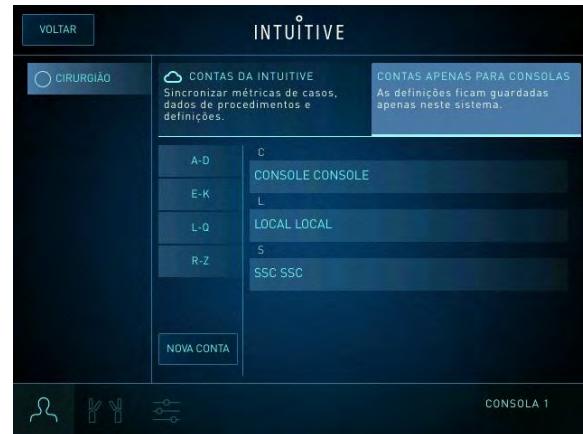 VOLTAR
INTUITIVE
CIRURGIÃO
CONTAS DA INTUITIVE
Sincronizar métricas de casos,
dados de procedimentos e
definições.
CONTAS APENAS PARA CONSOLAS
As definições ficam guardadas
apenas neste sistema.
A-D
E-K
L-Q
R-Z
C
CONSOLE CONSOLE
L
LOCAL LOCAL
S
SSC SSC
NOVA CONTA
CONSOLA 1